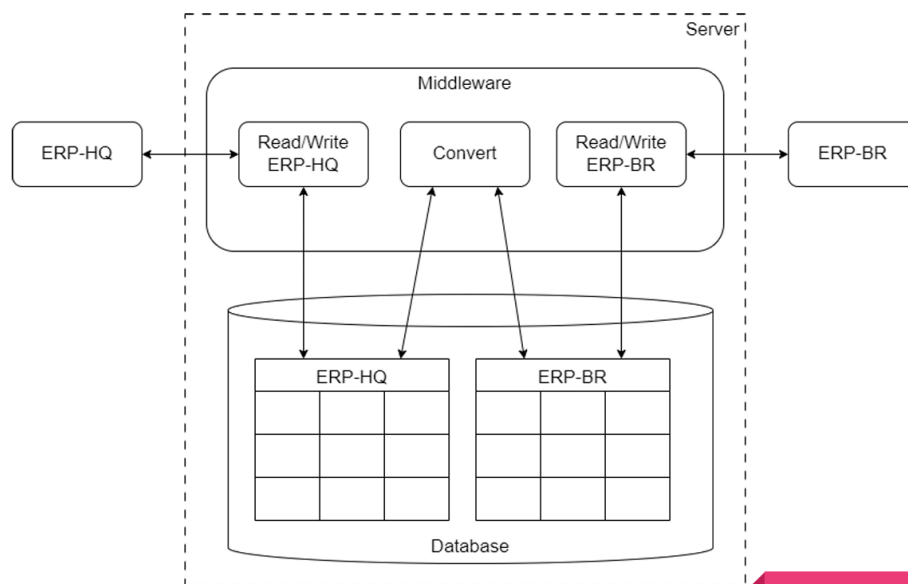 Server
Middleware
ERP-HQ
Read/Write
ERP-HQ
Convert
Read/Write
ERP-BR
ERP-BR
ERP-HQ
ERP-BR
Database